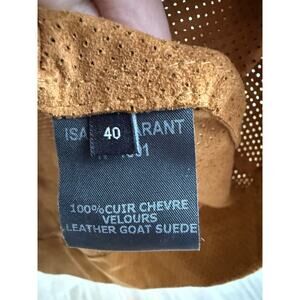 ISA ARANT
40
100%CUIR CHEVRE
VELOURS
LEATHER GOAT SUEDE